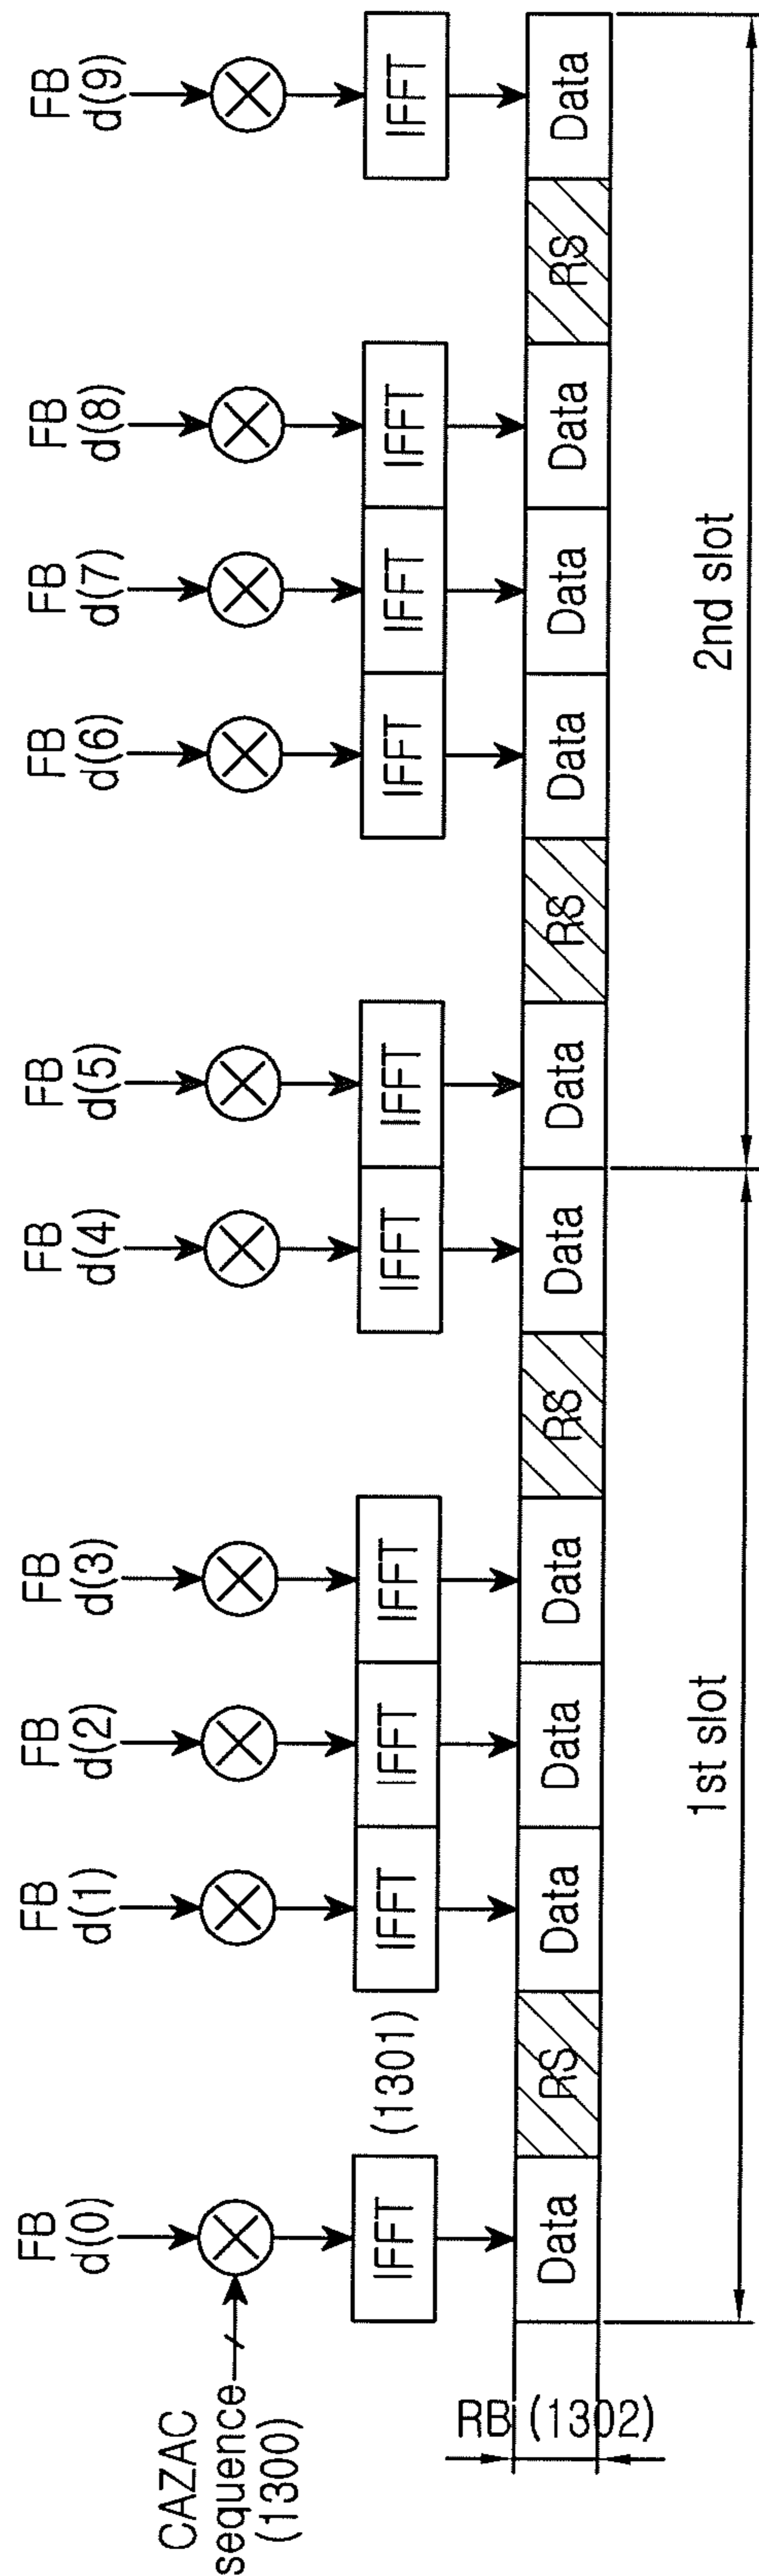 FB
d(0)
FB
d(1)
FB
d(2)
FB
d(3)
FB
d(4)
FB
d(5)
FB
d(6)
FB
d(7)
FB
d(8)
FB
d(9)
CAZAC
sequence
(1300)
IFFT
(1301)
IFFT
IFFT
IFFT
IFFT
IFFT
IFFT
IFFT
IFFT
IFFT
RB (1302)
Data
RS
Data
Data
Data
RS
Data
Data
RS
Data
Data
Data
RS
Data
1st slot
2nd slot